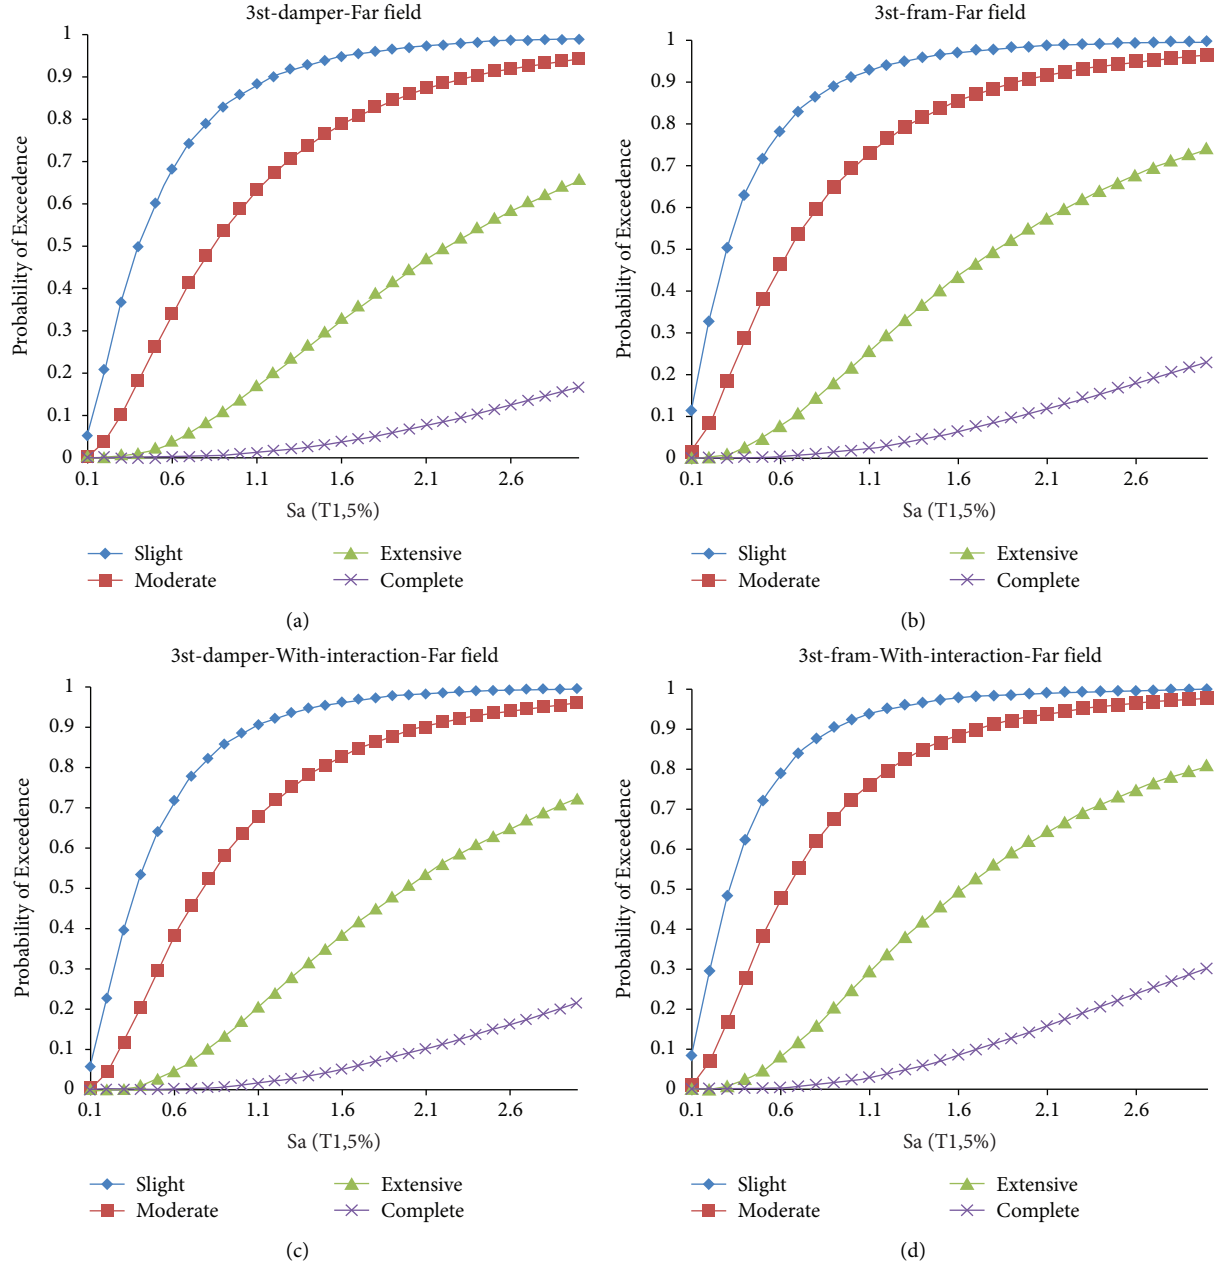 3st-damper-Far field
Probability of Exceedence
1
0.9
0.8
0.7
0.6
0.5
0.4
0.3
0.2
0.1
0
0.1 0.6 1.1 1.6 2.1 2.6
Sa (T1,5%)
Slight Extensive
Moderate Complete
(a)
3st-fram-Far field
Probability of Exceedence
1
0.9
0.8
0.7
0.6
0.5
0.4
0.3
0.2
0.1
0
0.1 0.6 1.1 1.6 2.1 2.6
Sa (T1,5%)
Slight Extensive
Moderate Complete
(b)
3st-damper-With-interaction-Far field
Probability of Exceedence
1
0.9
0.8
0.7
0.6
0.5
0.4
0.3
0.2
0.1
0
0.1 0.6 1.1 1.6 2.1 2.6
Sa (T1,5%)
Slight Extensive
Moderate Complete
(c)
3st-fram-With-interaction-Far field
Probability of Exceedence
1
0.9
0.8
0.7
0.6
0.5
0.4
0.3
0.2
0.1
0
0.1 0.6 1.1 1.6 2.1 2.6
Sa (T1,5%)
Slight Extensive
Moderate Complete
(d)